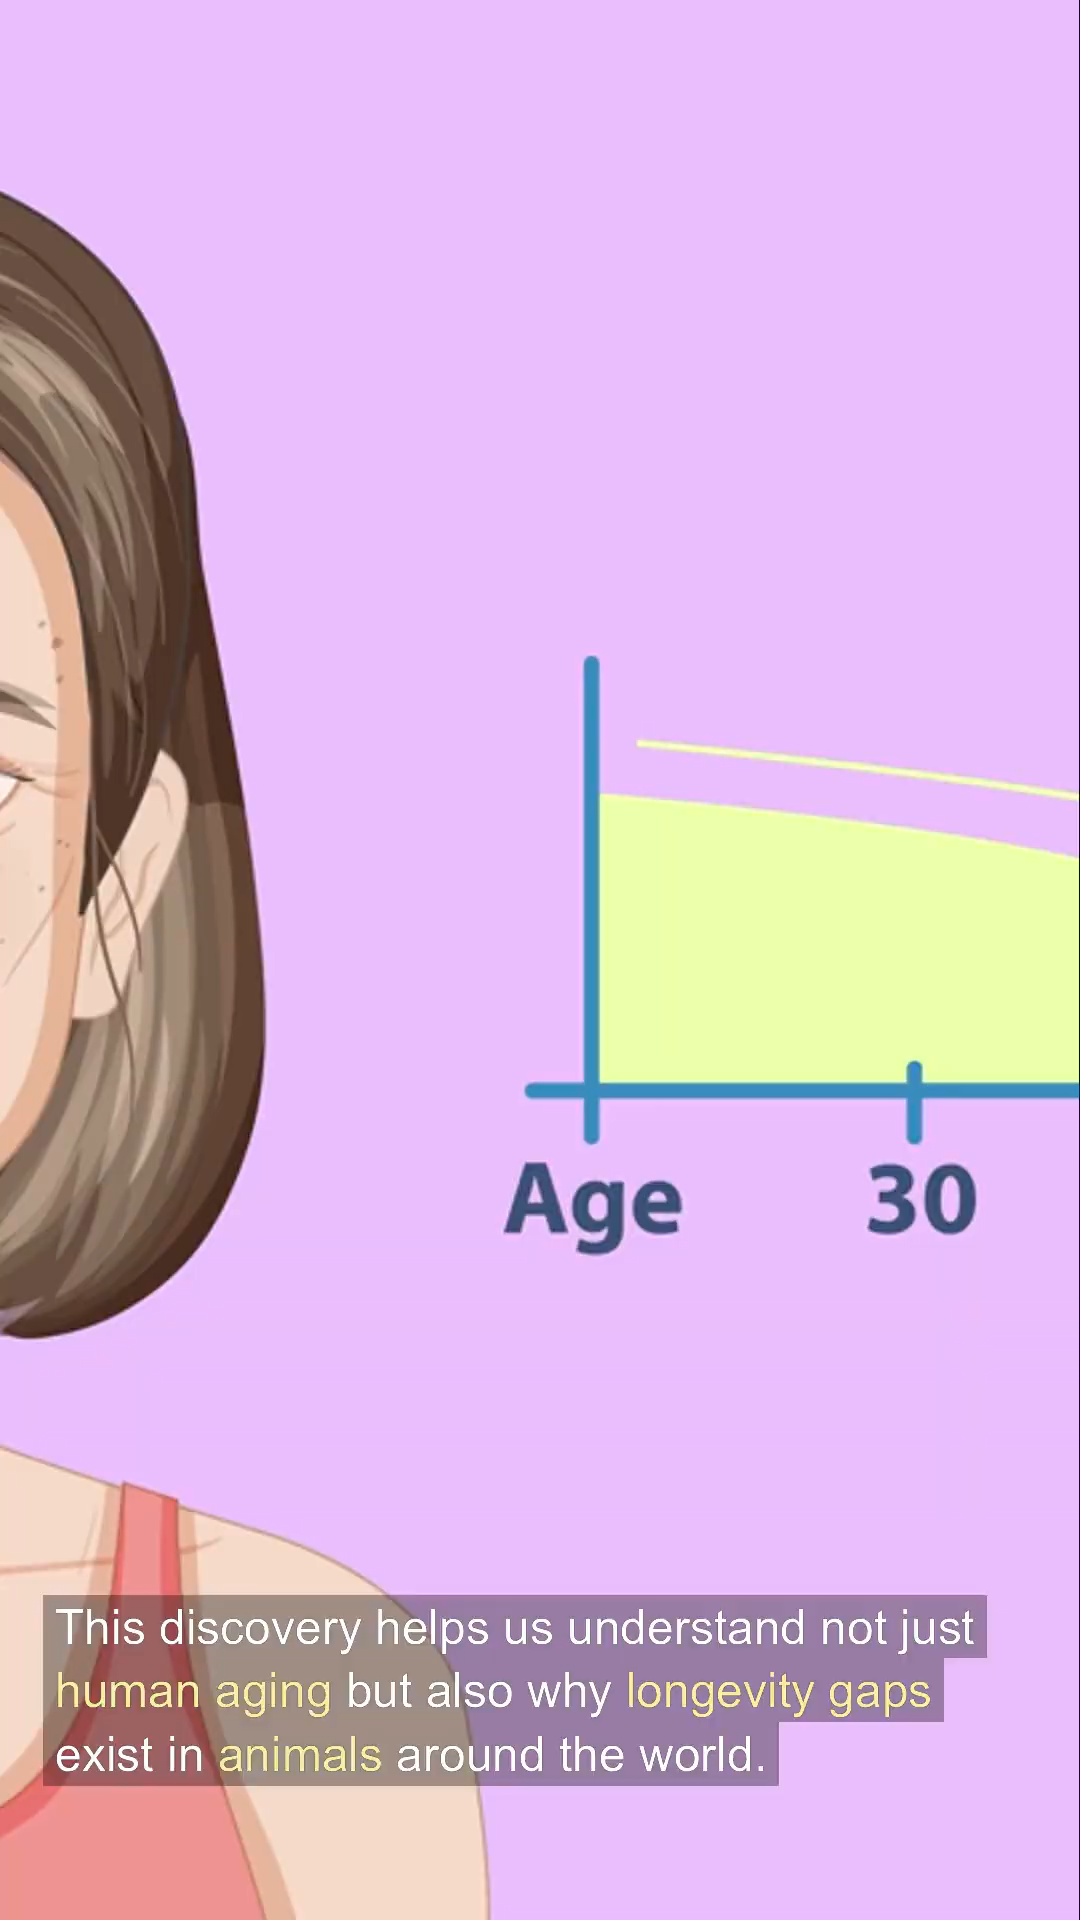 Age 30
This discovery helps us understand not just
human aging but also why longevity gaps
exist in animals around the world.